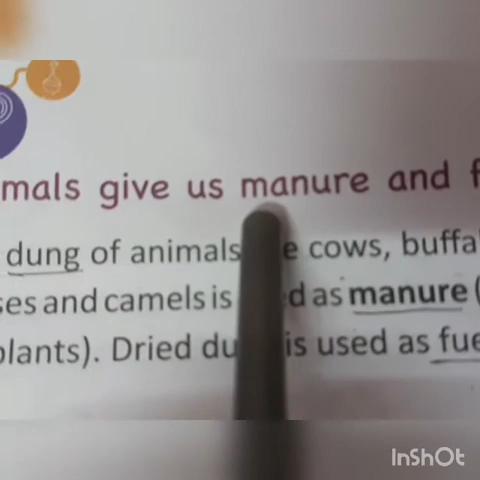 mals give us manure and f
dung of animals e cows, buffa
ses and camels is d as manure (
plants). Dried du is used as fue
InShOt